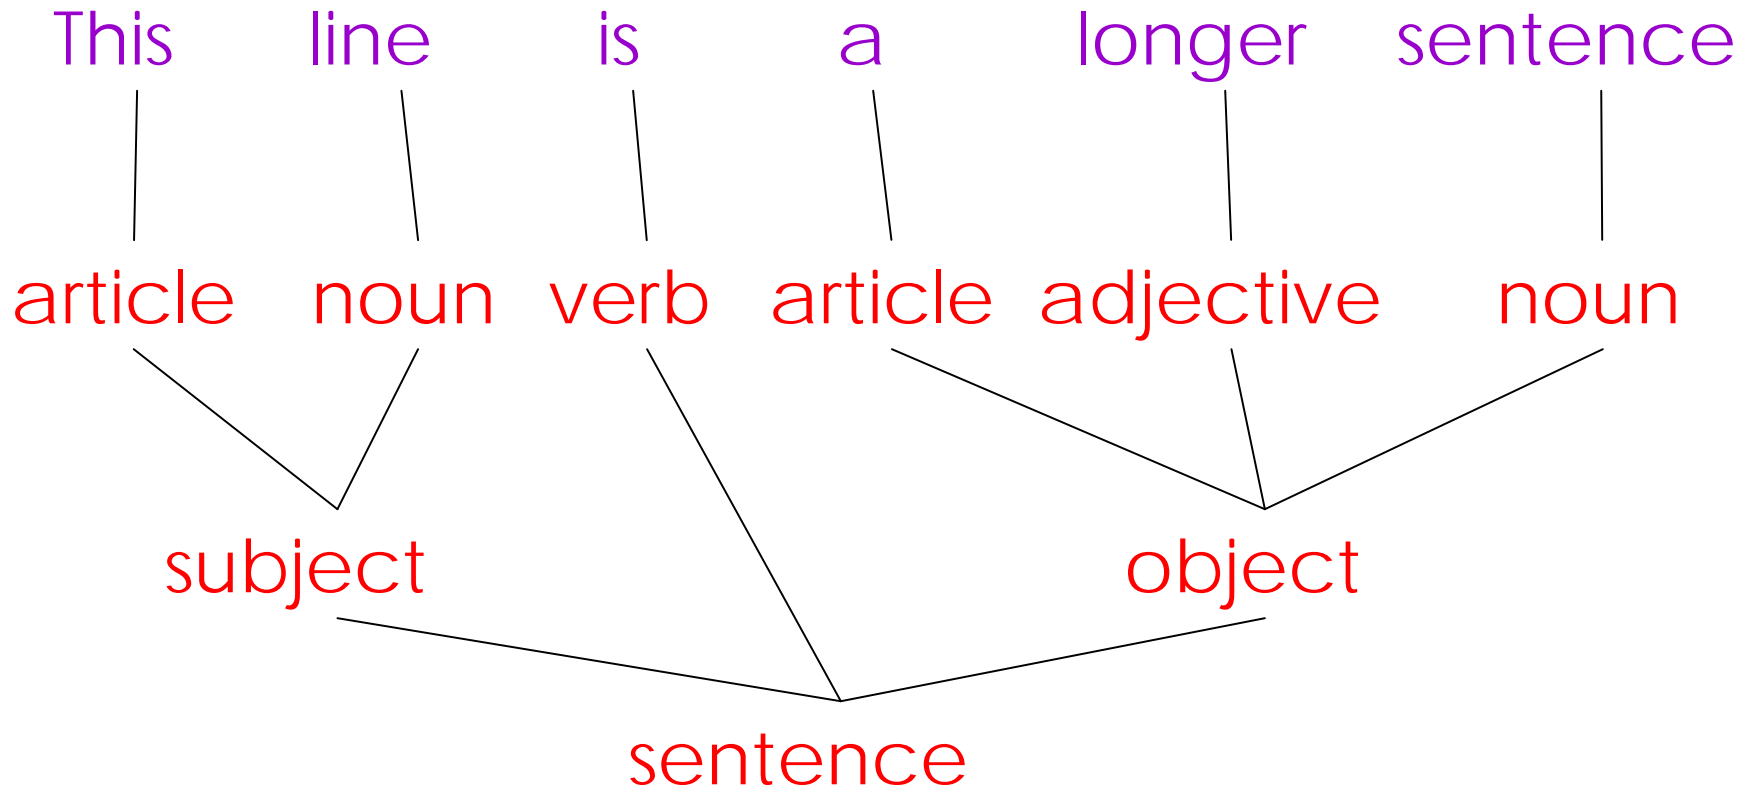 This line is a longer sentence
article noun verb article adjective noun
subject object
sentence